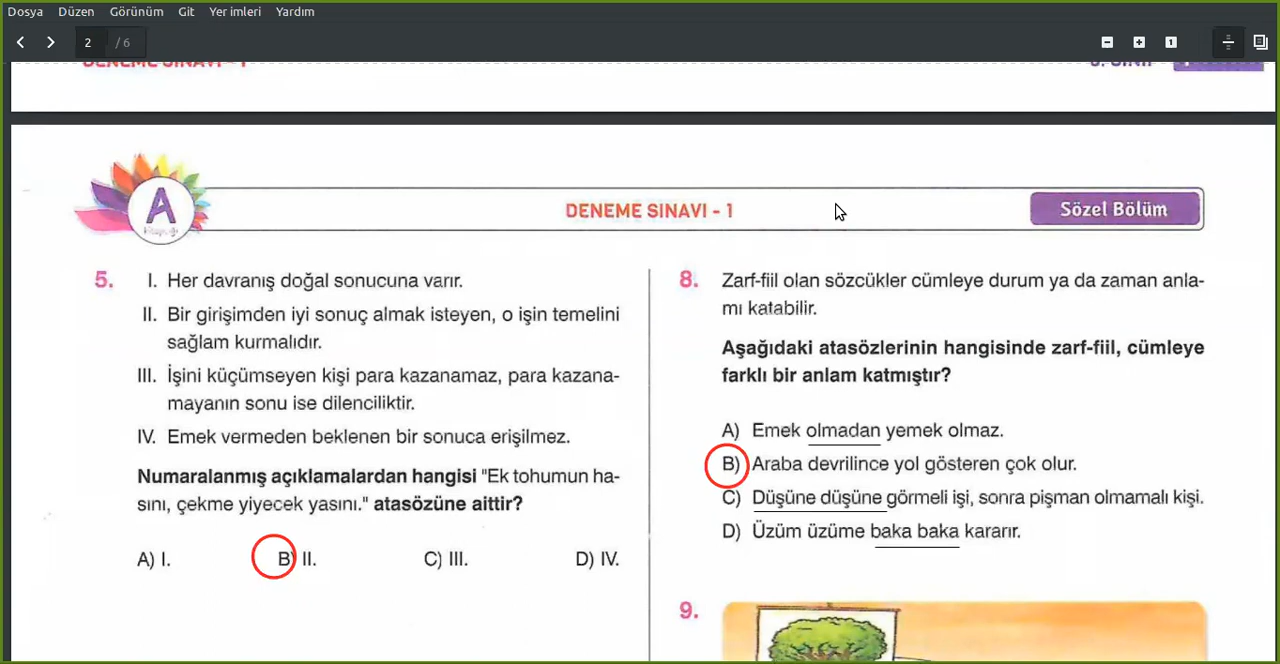 Dosya Düzen Görünüm Git Yer imleri Yardım
2 / 6 1
DENEME SINAVI - 1
A
kitapçığı
DENEME SINAVI - 1
Sözel Bölüm
5. I. Her davranış doğal sonucuna varır.
II. Bir girişimden iyi sonuç almak isteyen, o işin temelini
sağlam kurmalıdır.
III. İşini küçümseyen kişi para kazanamaz, para kazana-
mayanın sonu ise dilenciliktir.
IV. Emek vermeden beklenen bir sonuca erişilmez.
Numaralanmış açıklamalardan hangisi "Ek tohumun ha-
sını, çekme yiyecek yasını." atasözüne aittir?
A) I. B) II. C) III. D) IV.
8. Zarf-fiil olan sözcükler cümleye durum ya da zaman anla-
mı katabilir.
Aşağıdaki atasözlerinin hangisinde zarf-fiil, cümleye
farklı bir anlam katmıştır?
A) Emek olmadan yemek olmaz.
B) Araba devrilince yol gösteren çok olur.
C) Düşüne düşüne görmeli işi, sonra pişman olmamalı kişi.
D) Üzüm üzüme baka baka kararır.
9.